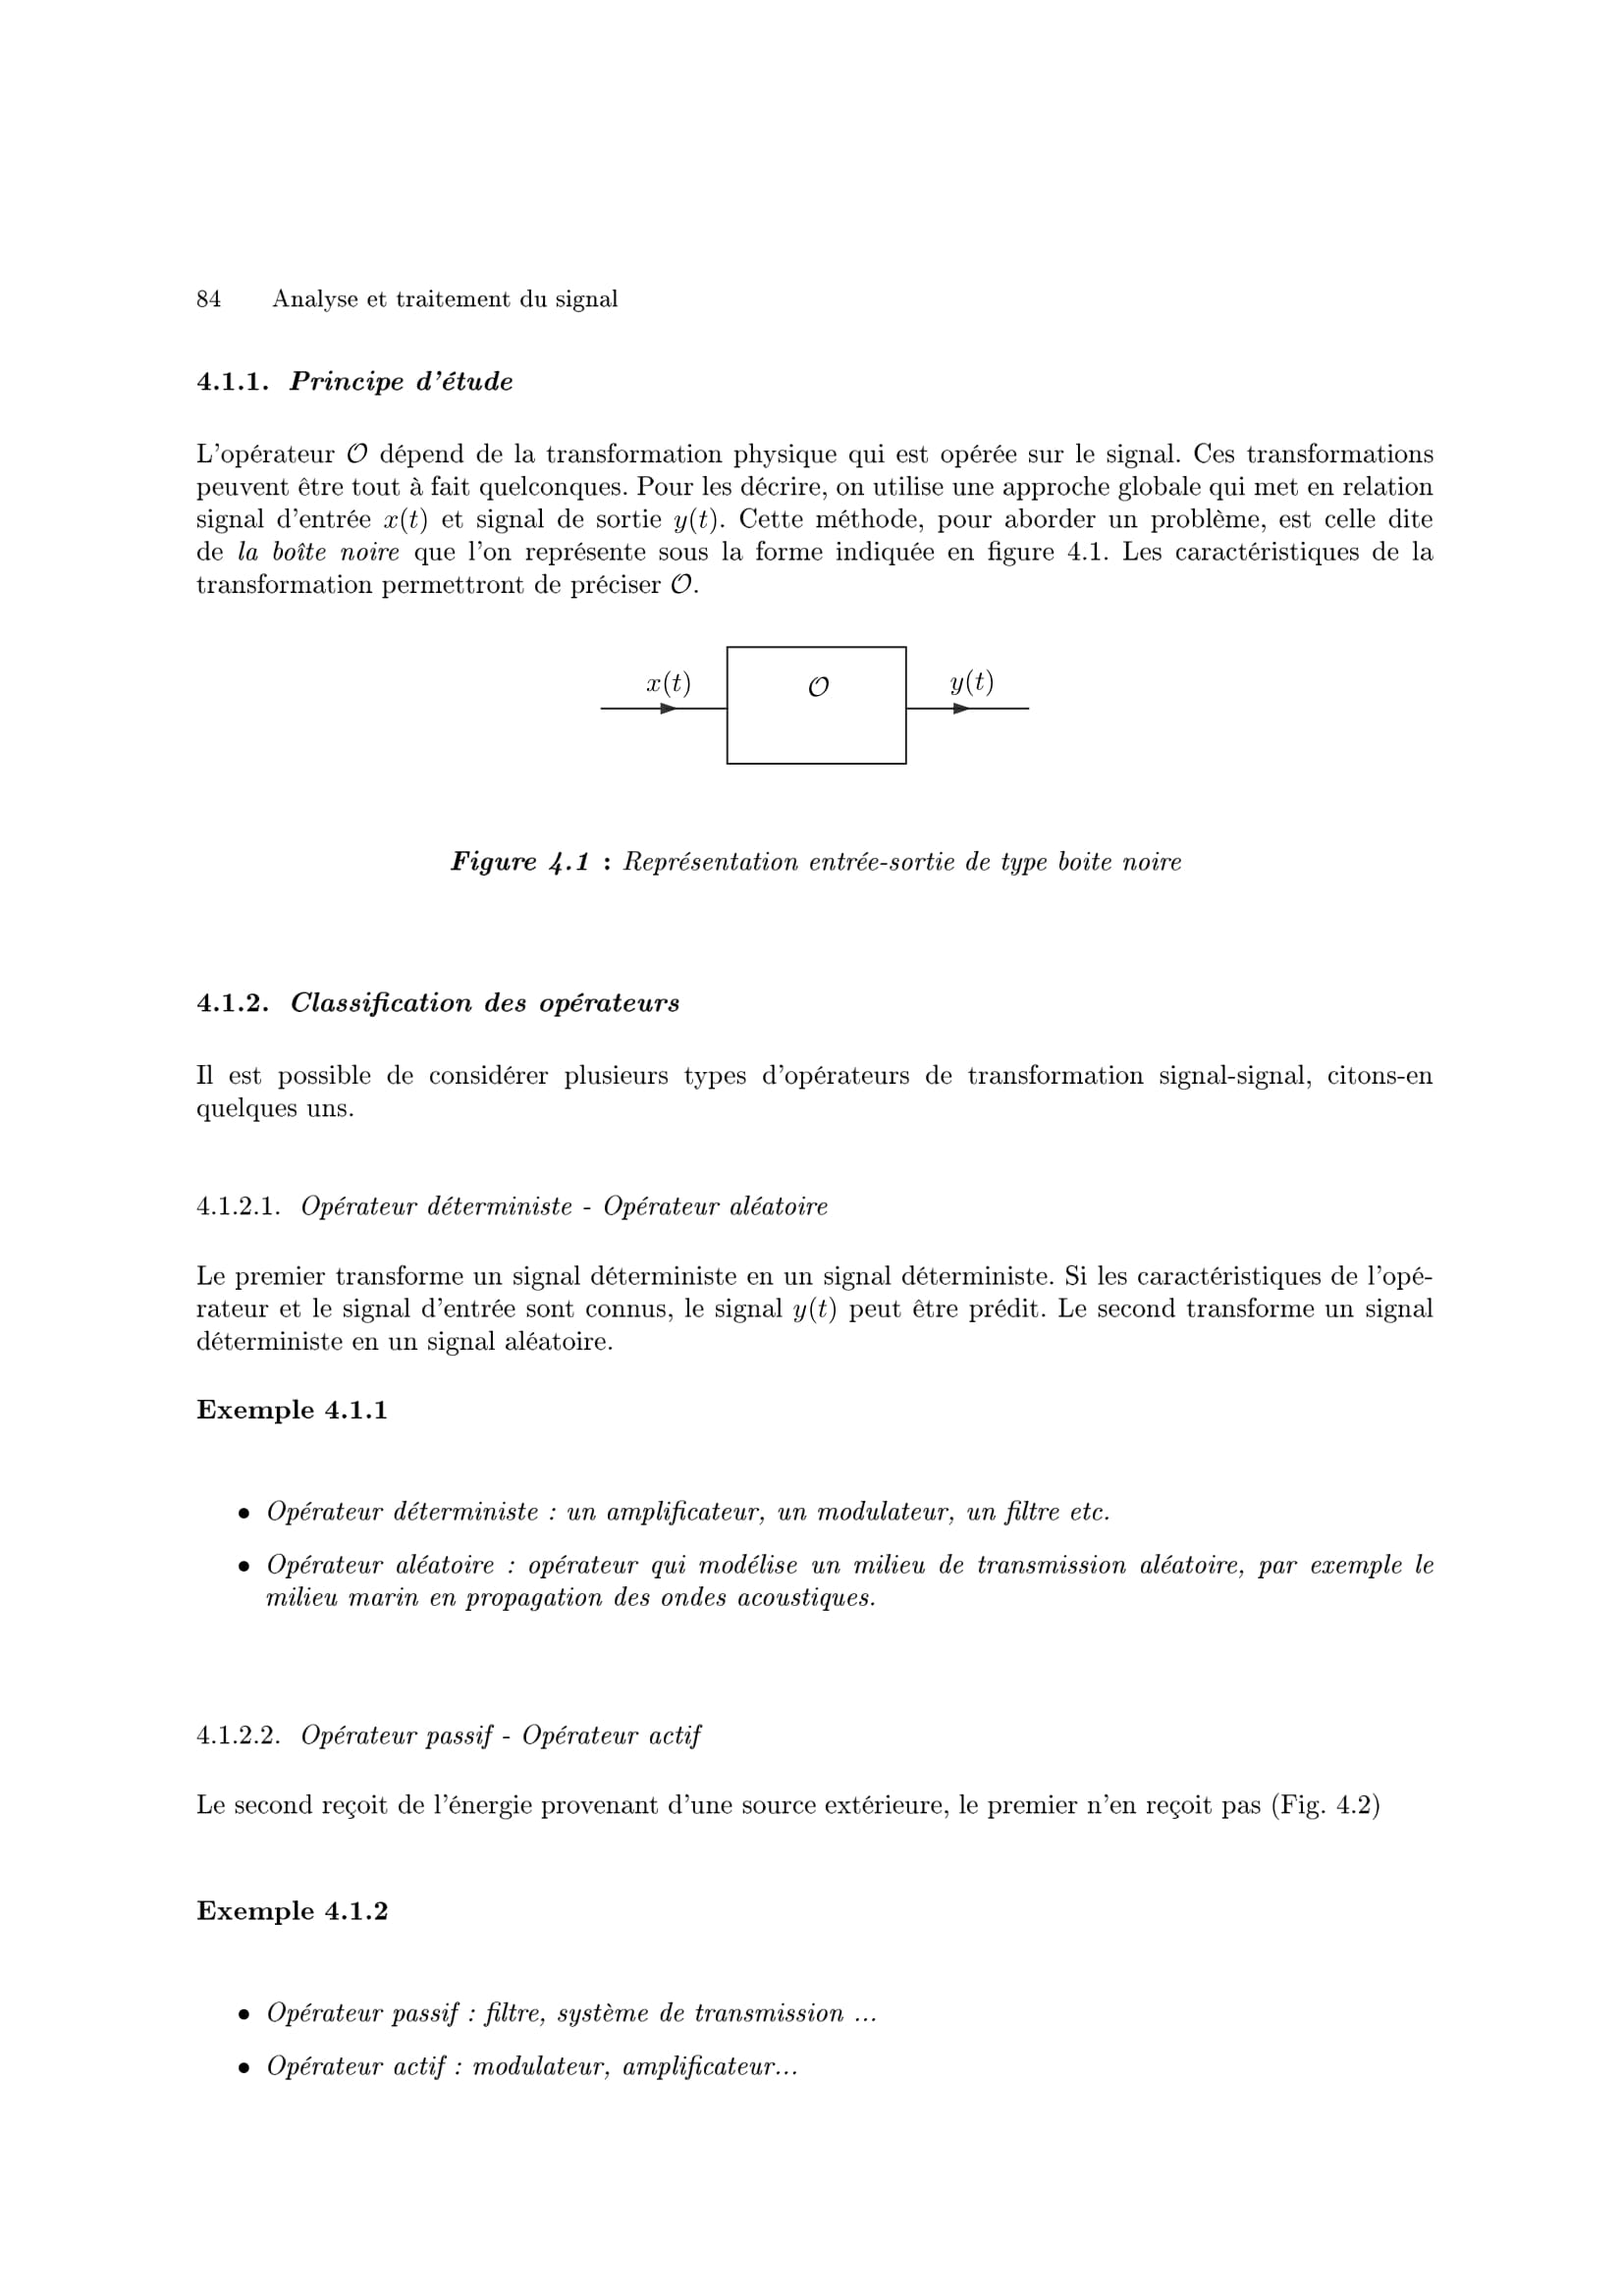 84 Analyse et traitement du signal
4.1.1. Principe d'étude
L'opérateur 𝒪 dépend de la transformation physique qui est opérée sur le signal. Ces transformations
peuvent être tout à fait quelconques. Pour les décrire, on utilise une approche globale qui met en relation
signal d'entrée x(t) et signal de sortie y(t). Cette méthode, pour aborder un problème, est celle dite
de la boîte noire que l'on représente sous la forme indiquée en figure 4.1. Les caractéristiques de la
transformation permettront de préciser 𝒪.
x(t) 𝒪 y(t)
Figure 4.1 : Représentation entrée-sortie de type boite noire
4.1.2. Classification des opérateurs
Il est possible de considérer plusieurs types d'opérateurs de transformation signal-signal, citons-en
quelques uns.
4.1.2.1. Opérateur déterministe - Opérateur aléatoire
Le premier transforme un signal déterministe en un signal déterministe. Si les caractéristiques de l'opé-
rateur et le signal d'entrée sont connus, le signal y(t) peut être prédit. Le second transforme un signal
déterministe en un signal aléatoire.
Exemple 4.1.1
• Opérateur déterministe : un amplificateur, un modulateur, un filtre etc.
• Opérateur aléatoire : opérateur qui modélise un milieu de transmission aléatoire, par exemple le
milieu marin en propagation des ondes acoustiques.
4.1.2.2. Opérateur passif - Opérateur actif
Le second reçoit de l'énergie provenant d'une source extérieure, le premier n'en reçoit pas (Fig. 4.2)
Exemple 4.1.2
• Opérateur passif : filtre, système de transmission ...
• Opérateur actif : modulateur, amplificateur...